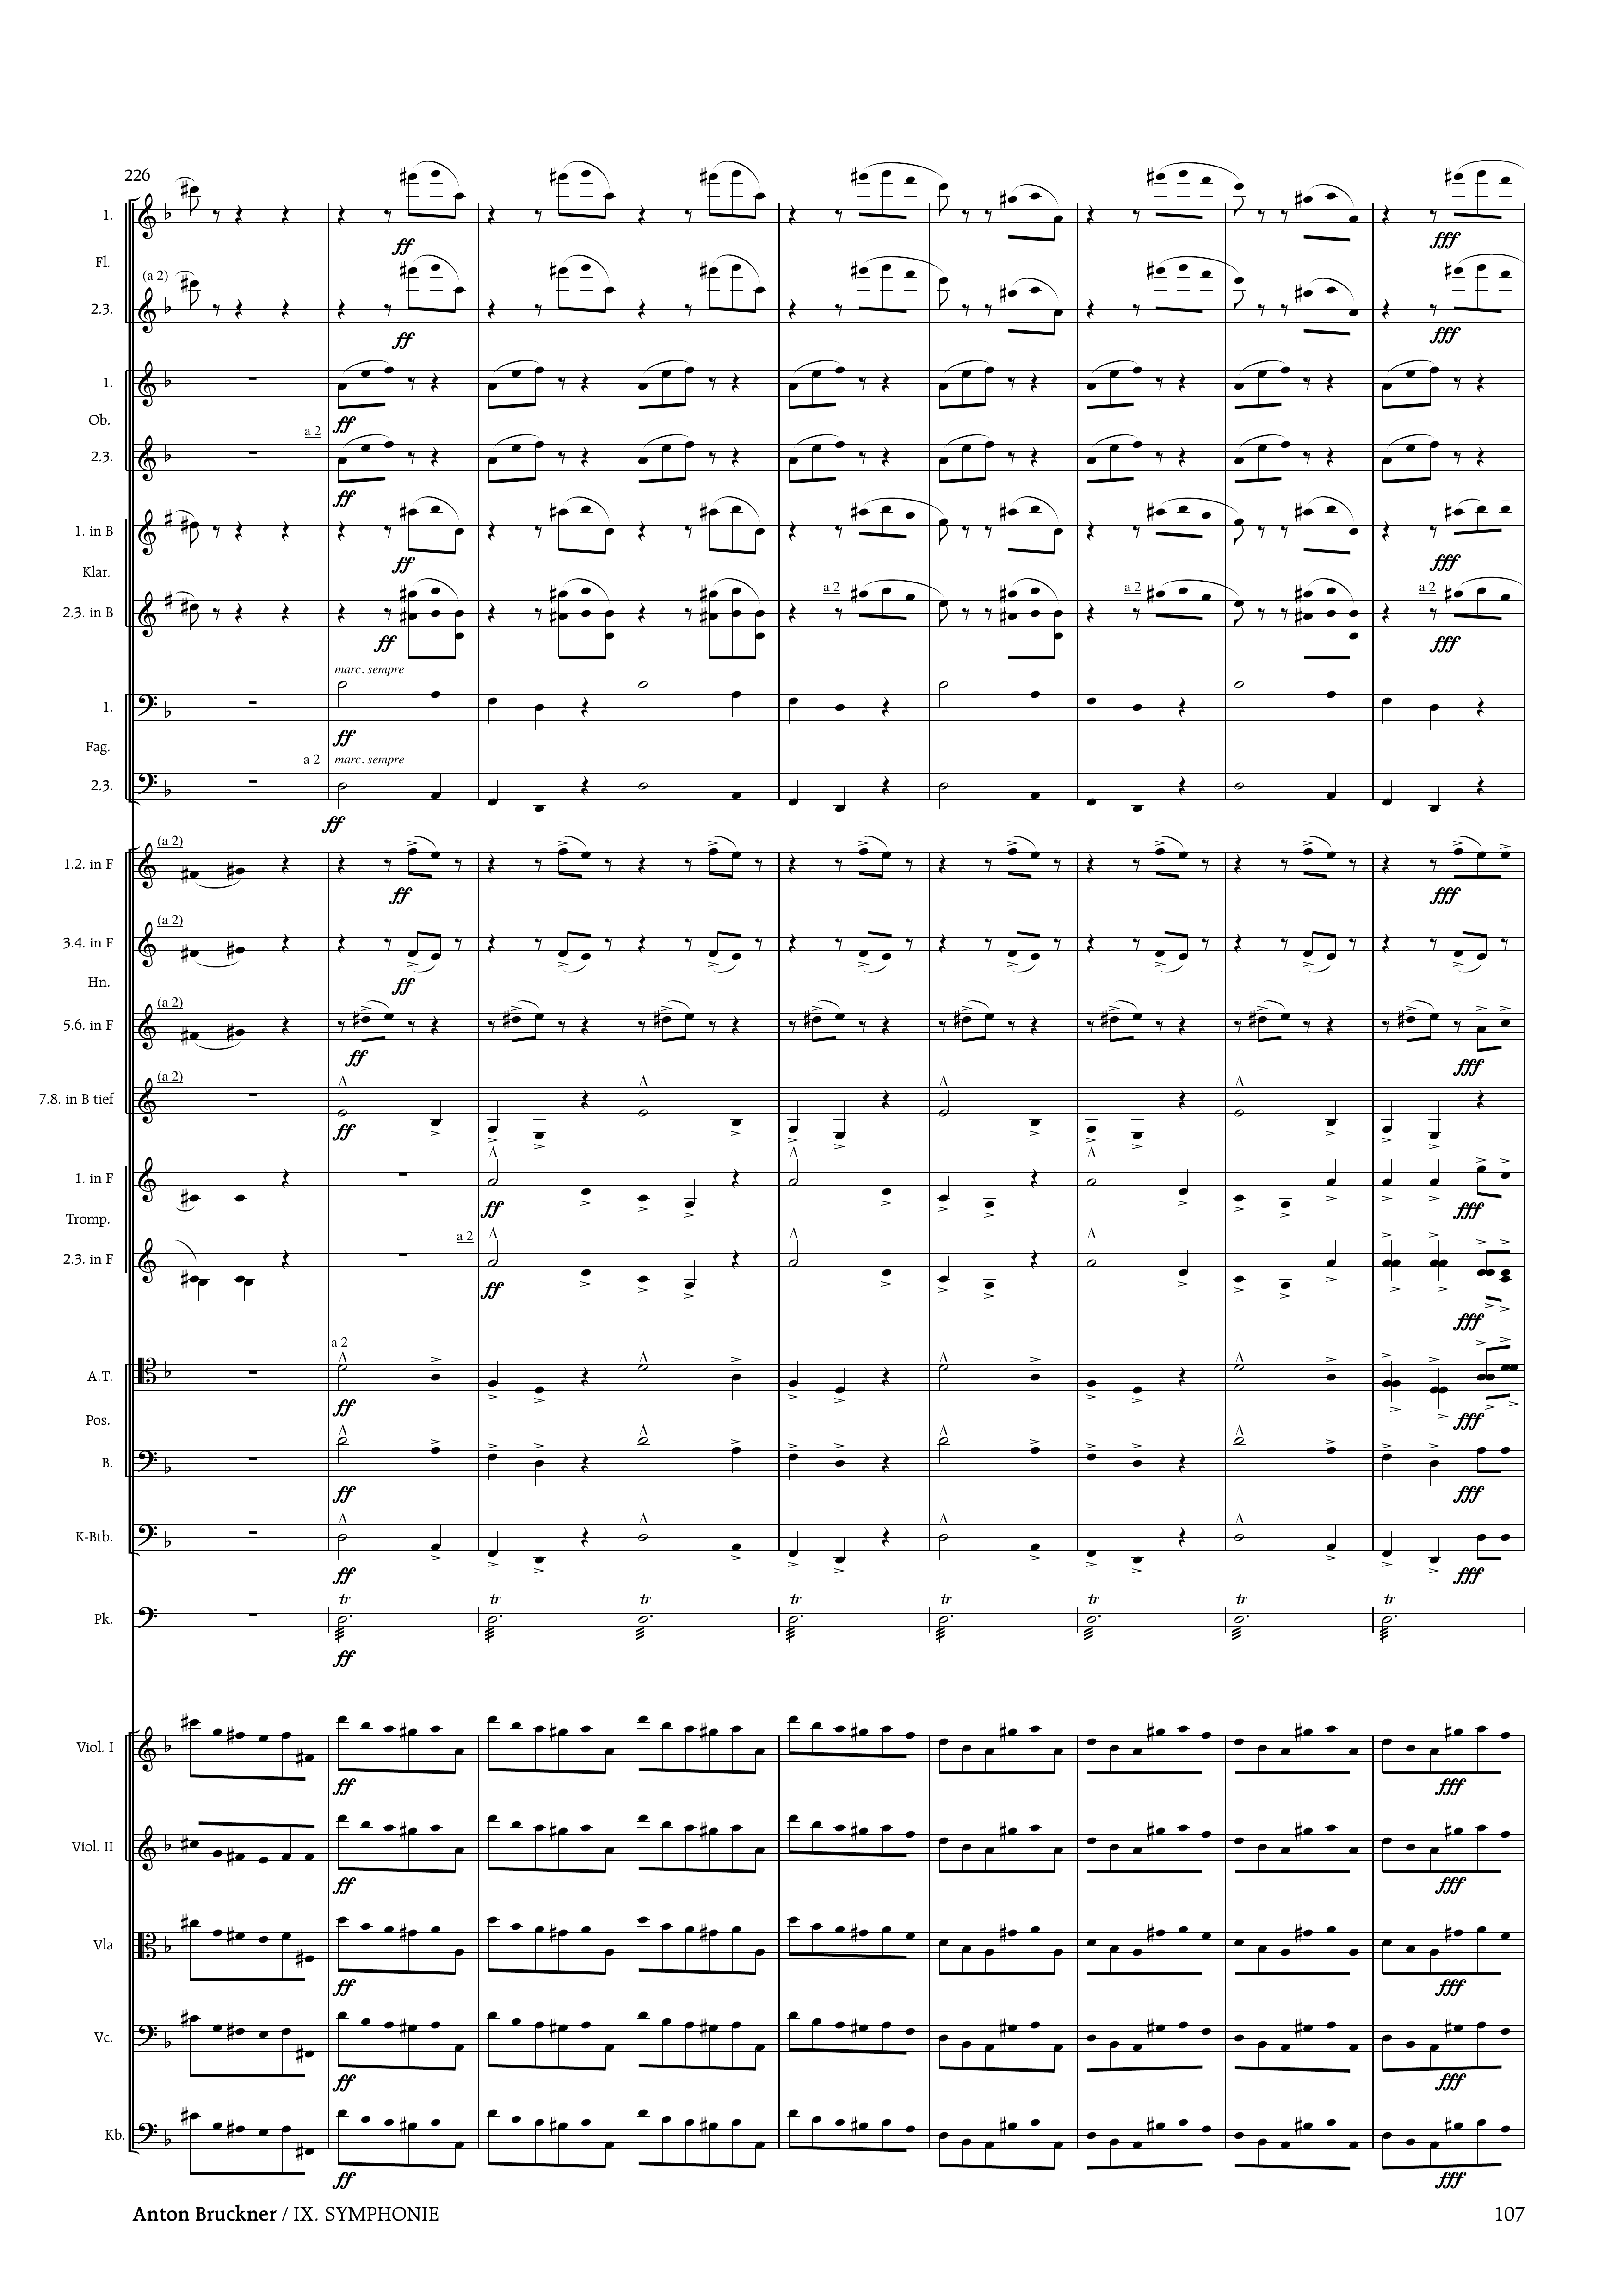 226
1.
Fl.
(a 2)
2.3.
ff
fff
ff
fff
1.
Ob.
a 2
2.3.
ff
ff
1. in B
Klar.
ff
fff
2.3. in B
a 2
a 2
a 2
ff
fff
marc. sempre
1.
Fag.
ff
a 2
marc. sempre
2.3.
ff
(a 2)
1.2. in F
ff
fff
(a 2)
3.4. in F
Hn.
ff
(a 2)
5.6. in F
ff
fff
(a 2)
7.8. in B tief
ff
1. in F
Tromp.
ff
fff
a 2
2.3. in F
ff
fff
a 2
A.T.
Pos.
ff
fff
B.
ff
fff
K-Btb.
ff
fff
tr tr tr tr tr tr tr tr
Pk.
ff
Viol. I
ff
fff
Viol. II
ff
fff
Vla
ff
fff
Vc.
ff
fff
Kb.
ff
fff
Anton Bruckner / IX. SYMPHONIE
107